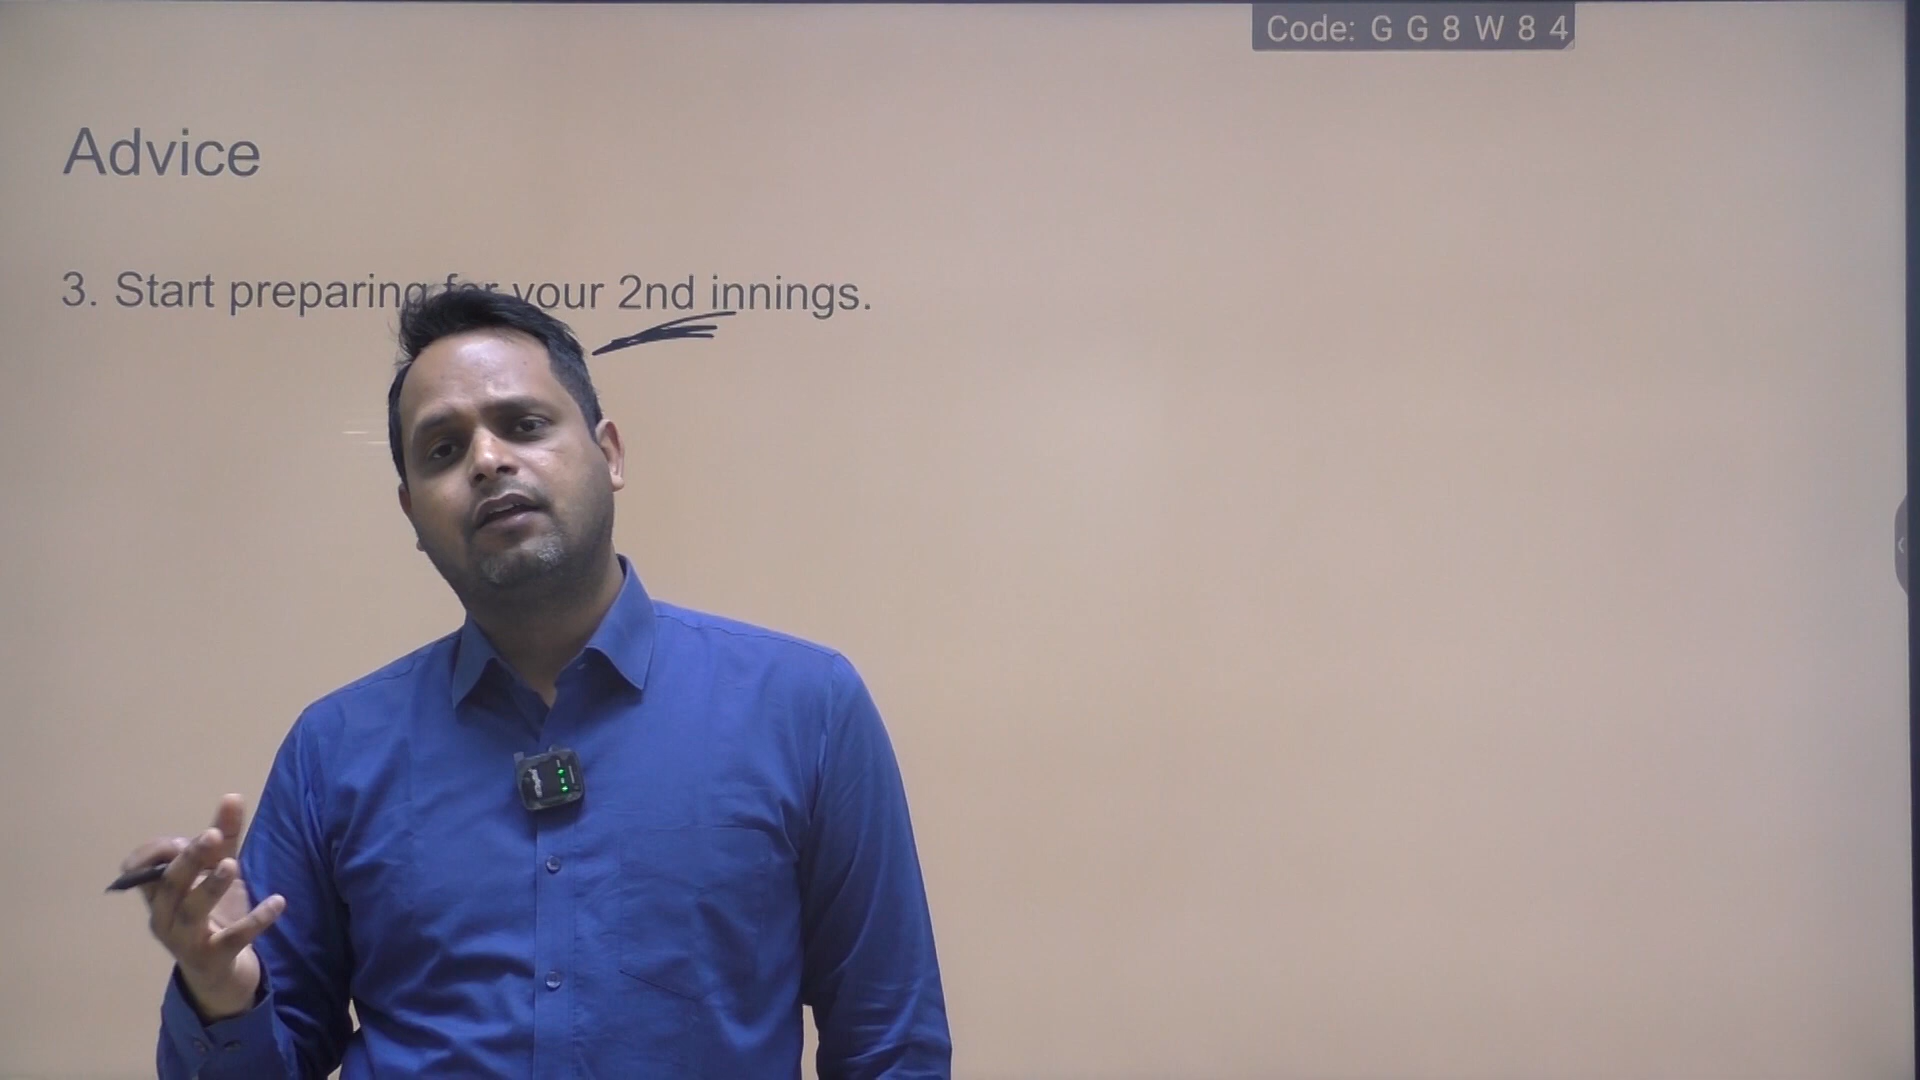 Code: G G 8 W 8 4
Advice
3. Start preparing for your 2nd innings.